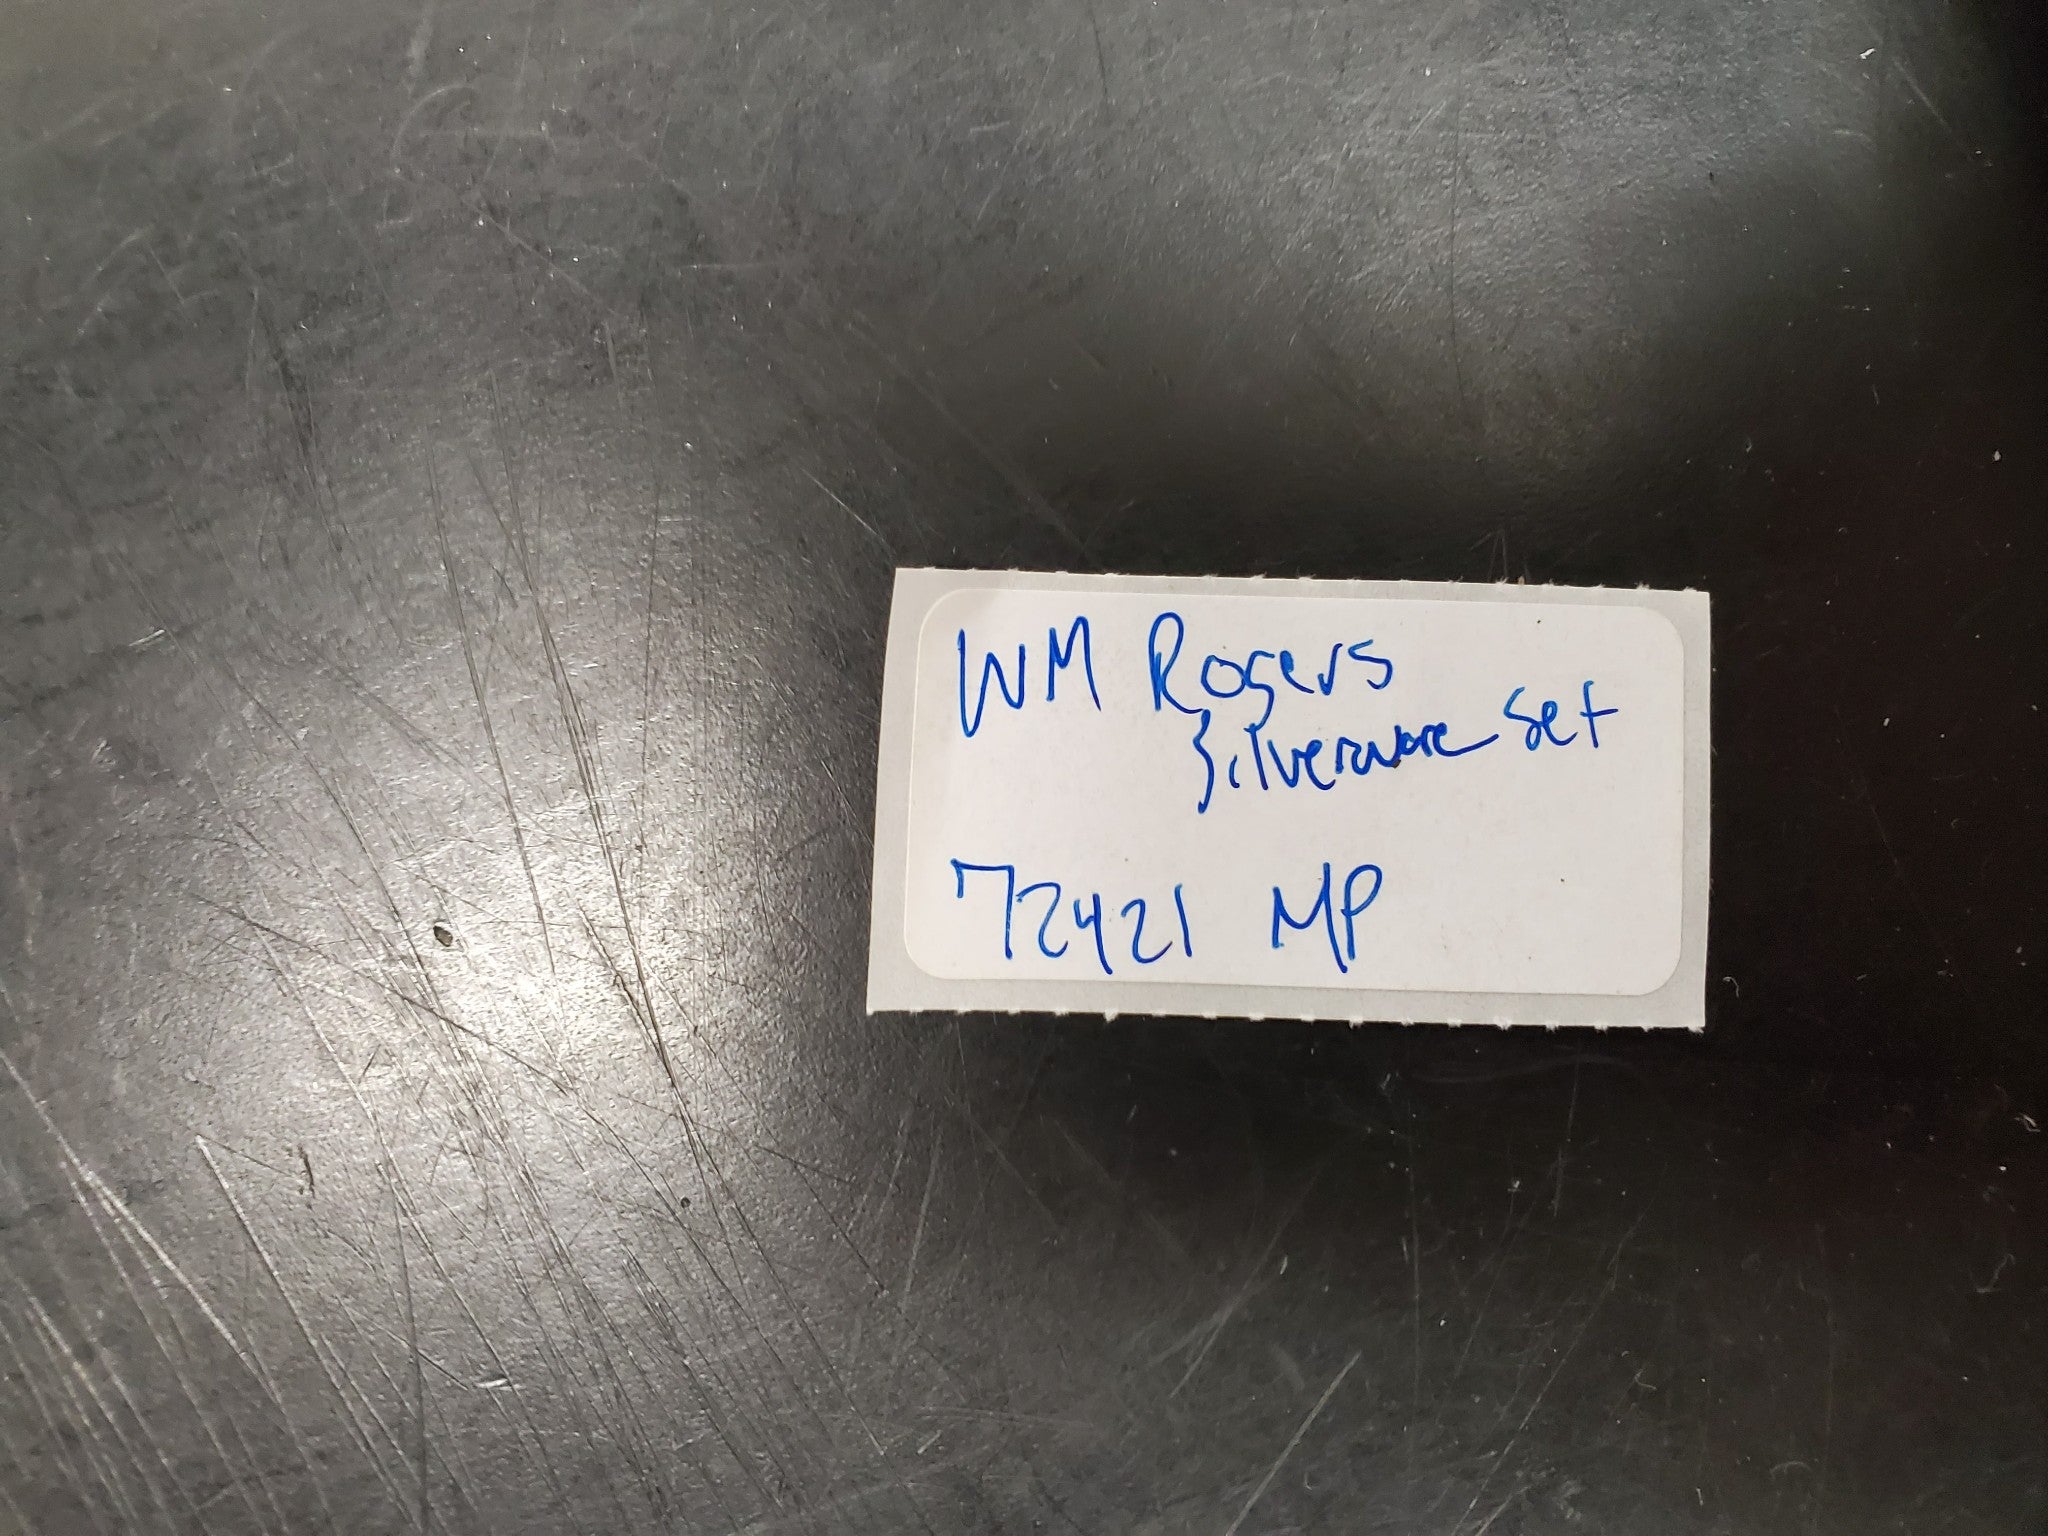 WM Rogers
Silverware Set
72421 MP